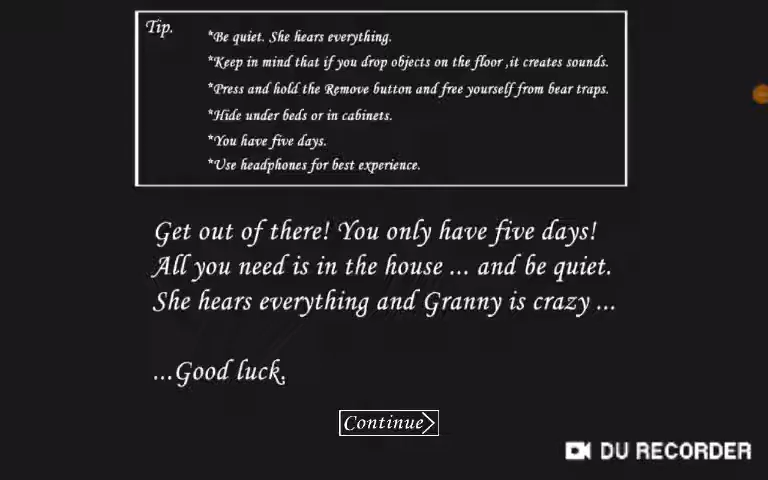 Tip.
*Be quiet. She hears everything.
*Keep in mind that if you drop objects on the floor ,it creates sounds.
*Press and hold the Remove button and free yourself from bear traps.
*Hide under beds or in cabinets.
*You have five days.
*Use headphones for best experience.
Get out of there! You only have five days!
All you need is in the house ... and be quiet.
She hears everything and Granny is crazy ...
...Good luck.
Continue
DU RECORDER